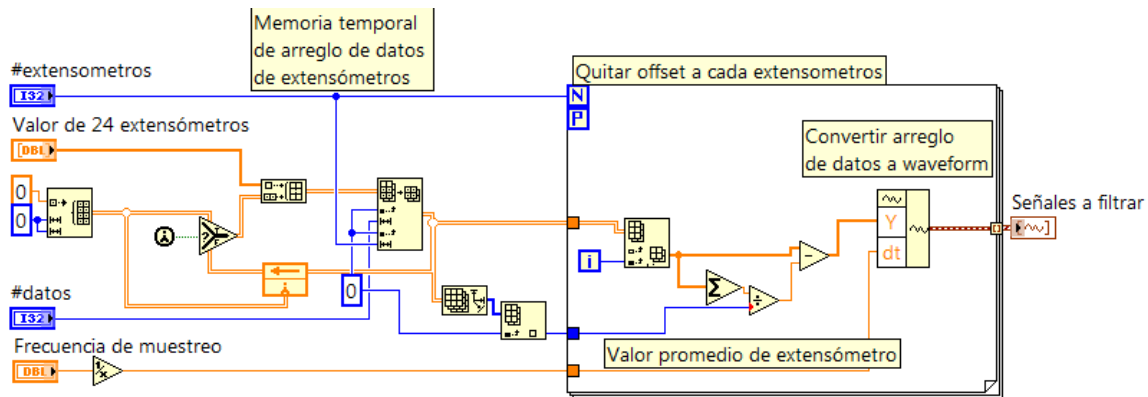 Memoria temporal
de arreglo de datos
de extensómetros
#extensometros
I32
Quitar offset a cada extensometros
N
P
Valor de 24 extensómetros
[DBL]
Convertir arreglo
de datos a waveform
0
0
Señales a filtrar
Y
dt
i
i
? T F
Σ
÷
-
0
#datos
I32
Frecuencia de muestreo
Valor promedio de extensómetro
DBL
1/x